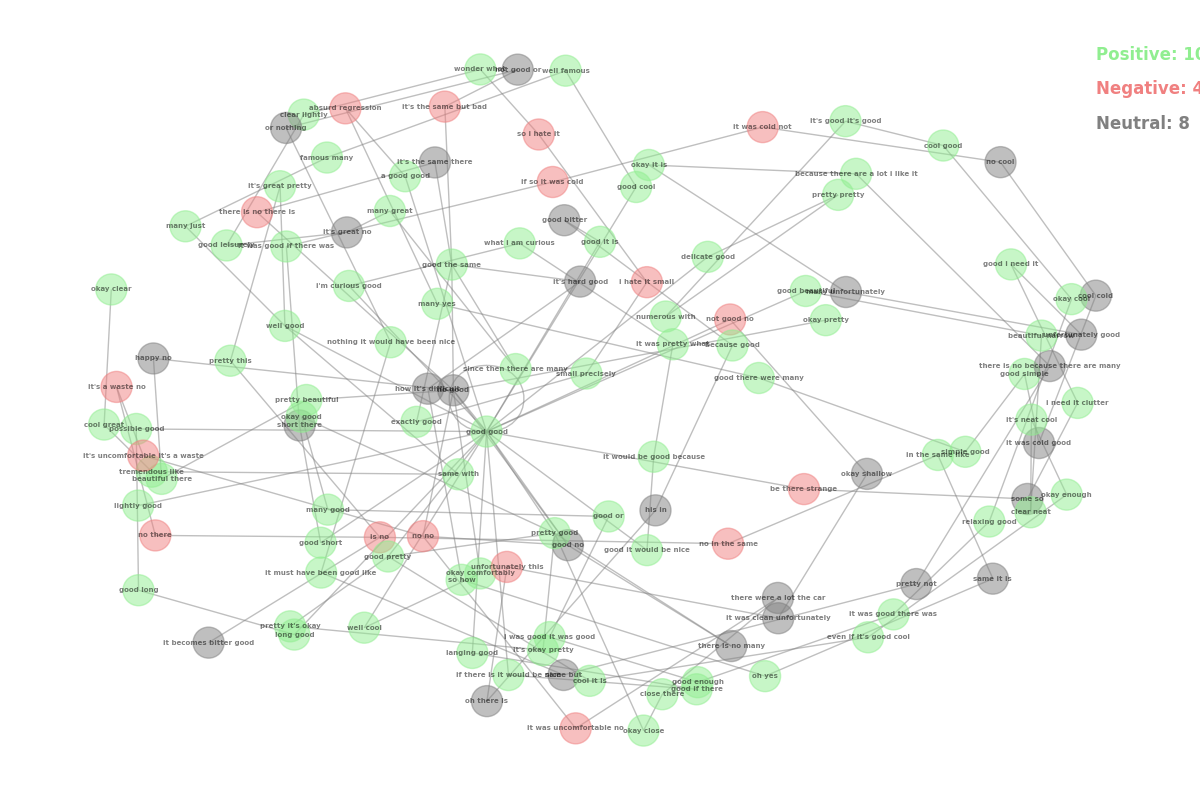 Positive: 10
Negative: 4
Neutral: 8
wonder what
not good or
well famous
absurd regression
it's the same but bad
clear lightly
or nothing
so i hate it
it was cold not
it's good it's good
cool good
no cool
famous many
it's the same there
a good good
okay it is
because there are a lot i like it
it's great pretty
if so it was cold
good cool
pretty pretty
there is no there is
many great
many just
it's great no
good bitter
good leisurely
it was good if there was
what i am curious
good it is
good the same
delicate good
good i need it
okay clear
i'm curious good
it's hard good
i hate it small
good beautiful
many unfortunately
okay cool
cool cold
many yes
well good
numerous with
not good no
okay pretty
nothing it would have been nice
it was pretty what
because good
beautiful narrow
unfortunately good
happy no
pretty this
since then there are many
small precisely
good there were many
there is no because there are many
good simple
it's a waste no
how it's difficult
no good
pretty beautiful
i need it clutter
okay good
short there
cool great
possible good
exactly good
good good
it's neat cool
it was cold good
it's uncomfortable it's a waste
it would be good because
in the same like
simple good
tremendous like
beautiful there
same with
okay shallow
be there strange
lightly good
many good
his in
some so
okay enough
clear neat
good or
relaxing good
no there
good short
is no
no no
pretty good
good no
good it would be nice
no in the same
good pretty
it must have been good like
unfortunately this
okay comfortably
so how
pretty not
same it is
good long
there were a lot the car
it was clean unfortunately
it was good there was
pretty it's okay
long good
well cool
i was good it was good
even if it's good cool
it becomes bitter good
it's okay pretty
langing good
there is no many
if there is it would be nice
same but
cool it is
oh yes
good enough
good if there
close there
oh there is
it was uncomfortable no
okay close